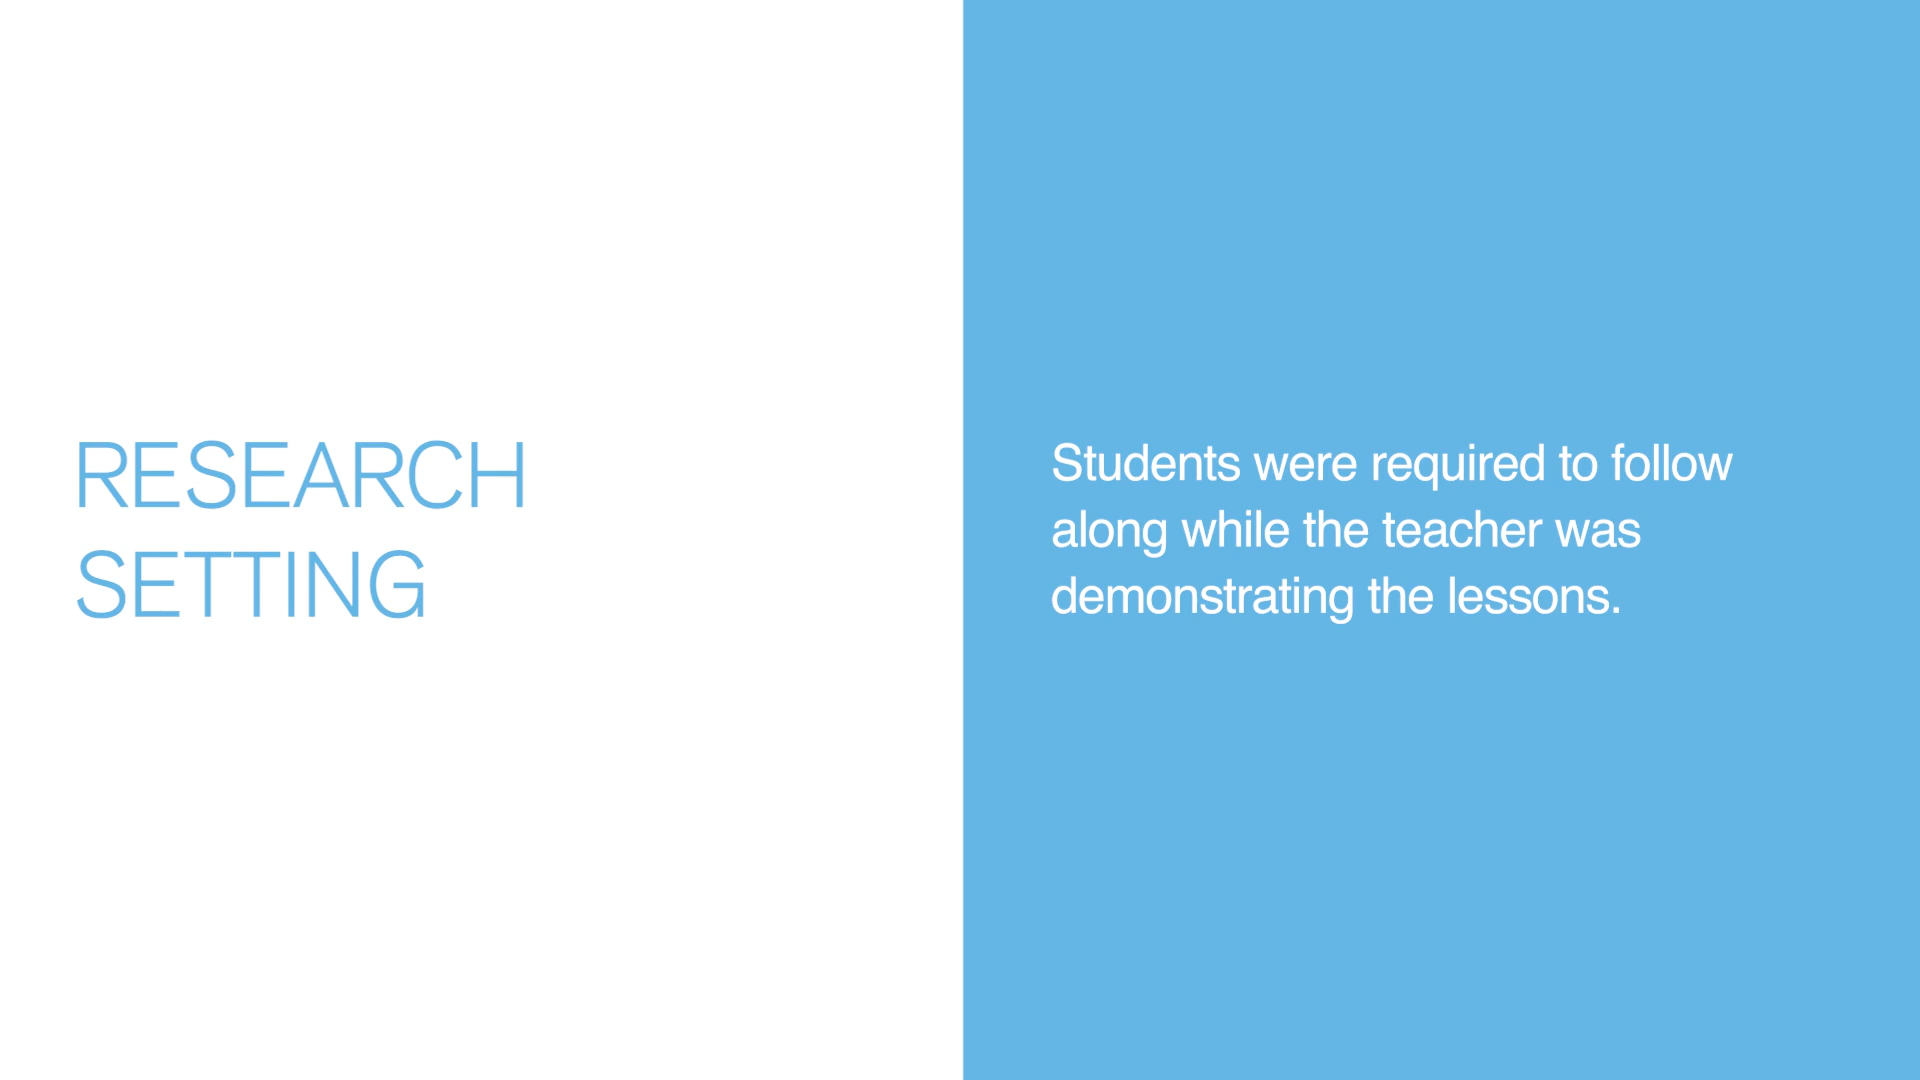 RESEARCH
SETTING
Students were required to follow
along while the teacher was
demonstrating the lessons.